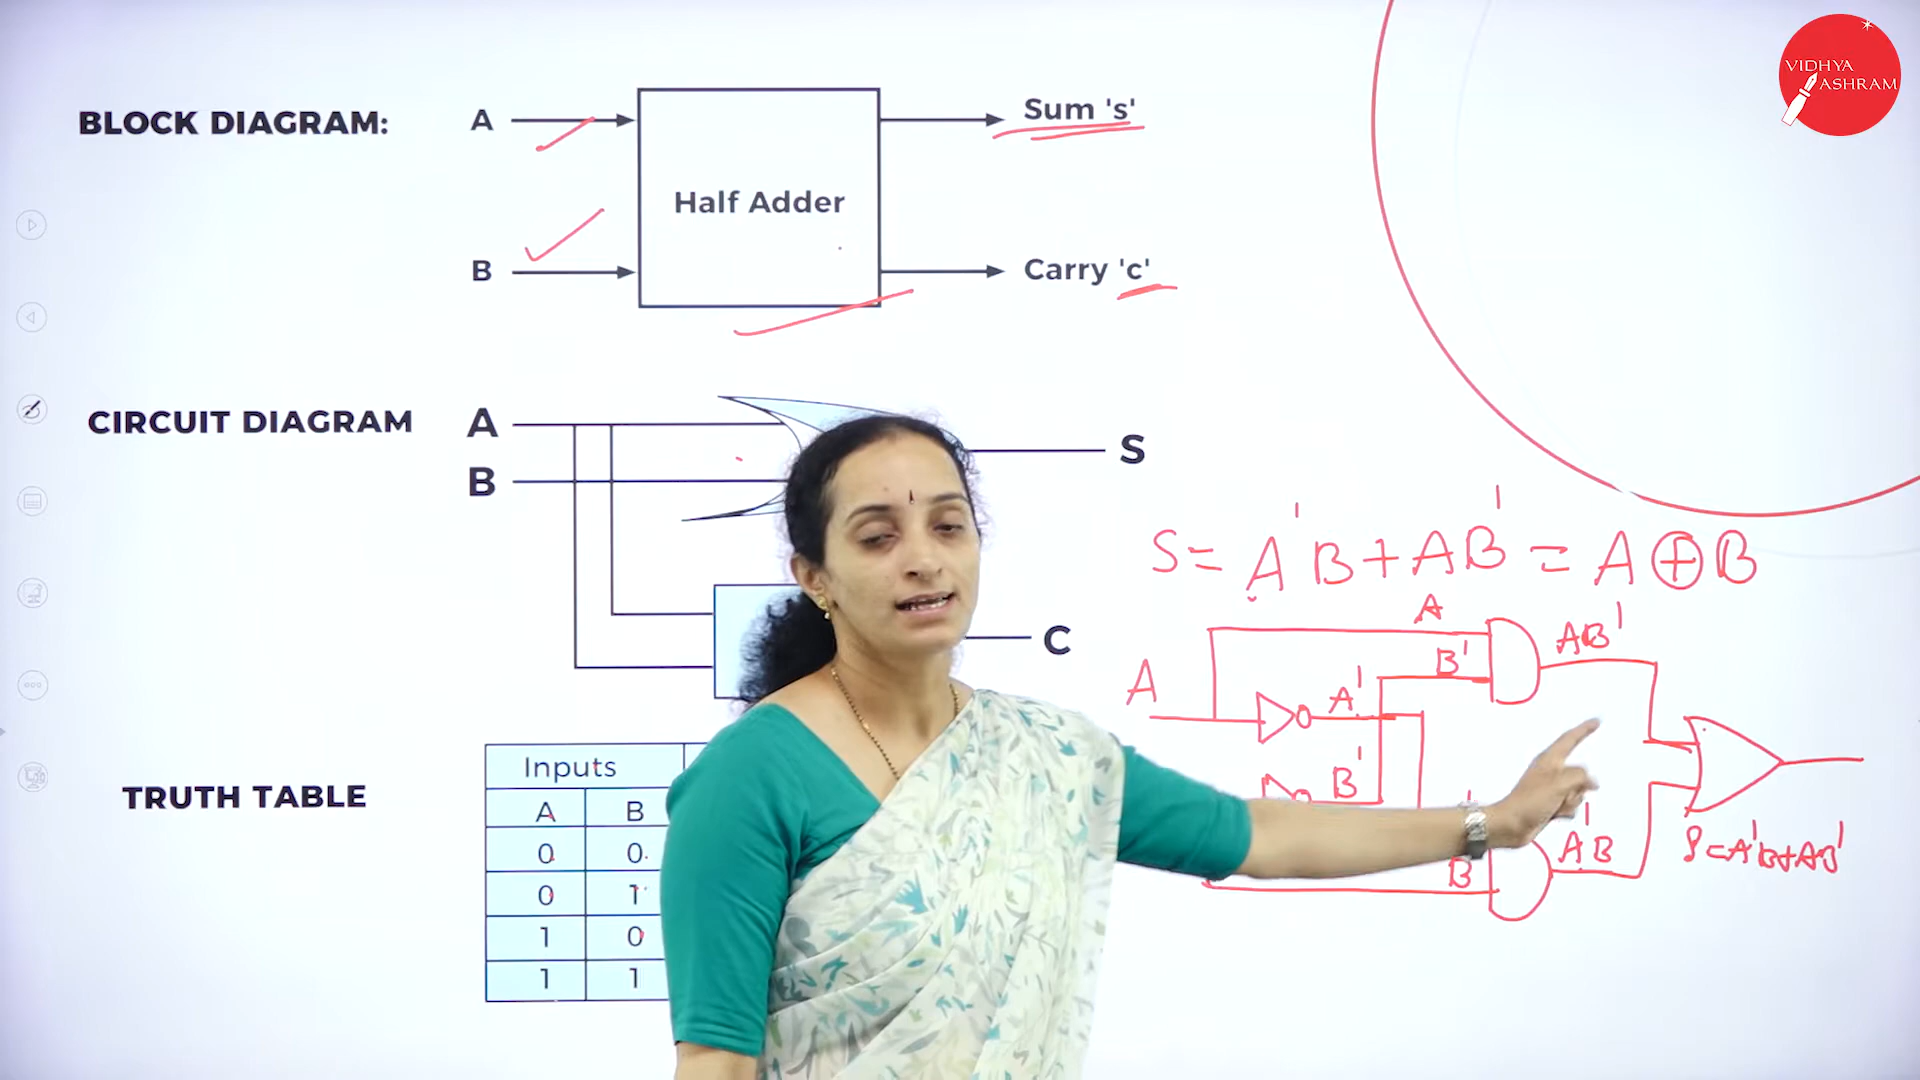 VIDHYA
ASHRAM
BLOCK DIAGRAM:
A
Sum 's'
Half Adder
B
Carry 'c'
CIRCUIT DIAGRAM
A
S
B
C
S = A'B + AB' = A ⊕ B
A
AB'
B'
A
A'
B'
A'B
B
S = A'B + AB'
TRUTH TABLE
Inputs
A B
0 0
0 1
1 0
1 1